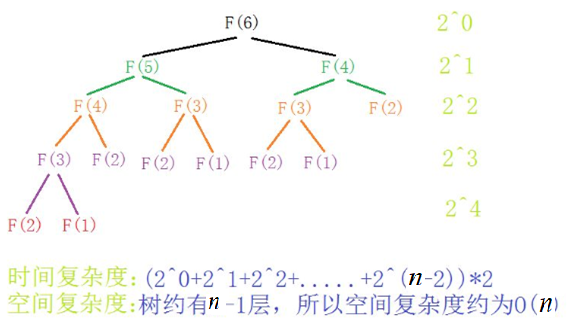 F(6) 2^0
F(5) F(4) 2^1
F(4) F(3) F(3) F(2) 2^2
F(3) F(2) F(2) F(1) F(2) F(1) 2^3
F(2) F(1) 2^4
时间复杂度:(2^0+2^1+2^2+.....+2^(n-2))*2
空间复杂度:树约有n-1层，所以空间复杂度约为O(n)